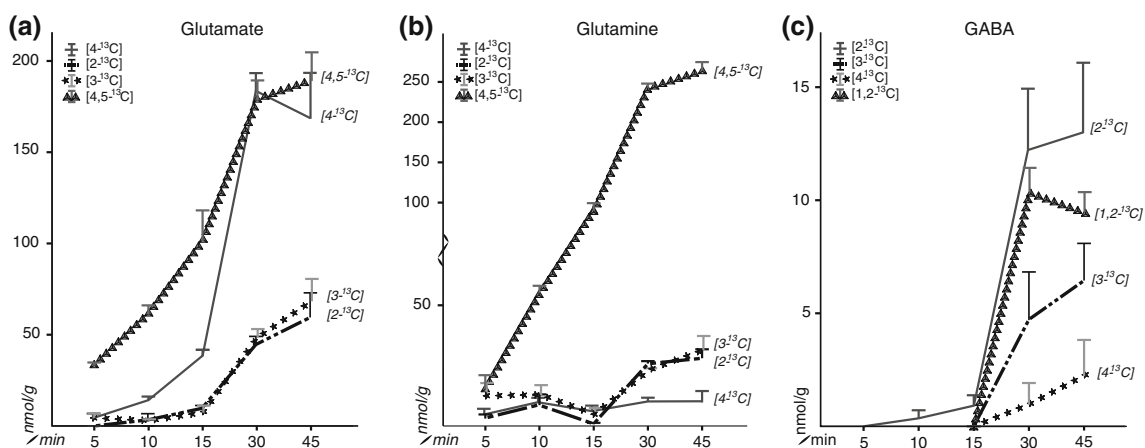 (a) Glutamate
[4-¹³C]
[2-¹³C]
[3-¹³C]
[4,5-¹³C]
200
150
100
50
nmol/g
[4,5-¹³C]
[4-¹³C]
[3-¹³C]
[2-¹³C]
min 5 10 15 30 45
(b) Glutamine
[4-¹³C]
[2-¹³C]
[3-¹³C]
[4,5-¹³C]
250
200
150
100
50
nmol/g
[4,5-¹³C]
[3-¹³C]
[2-¹³C]
[4-¹³C]
min 5 10 15 30 45
(c) GABA
[2-¹³C]
[3-¹³C]
[4-¹³C]
[1,2-¹³C]
15
10
5
nmol/g
[2-¹³C]
[1,2-¹³C]
[3-¹³C]
[4-¹³C]
min 5 10 15 30 45